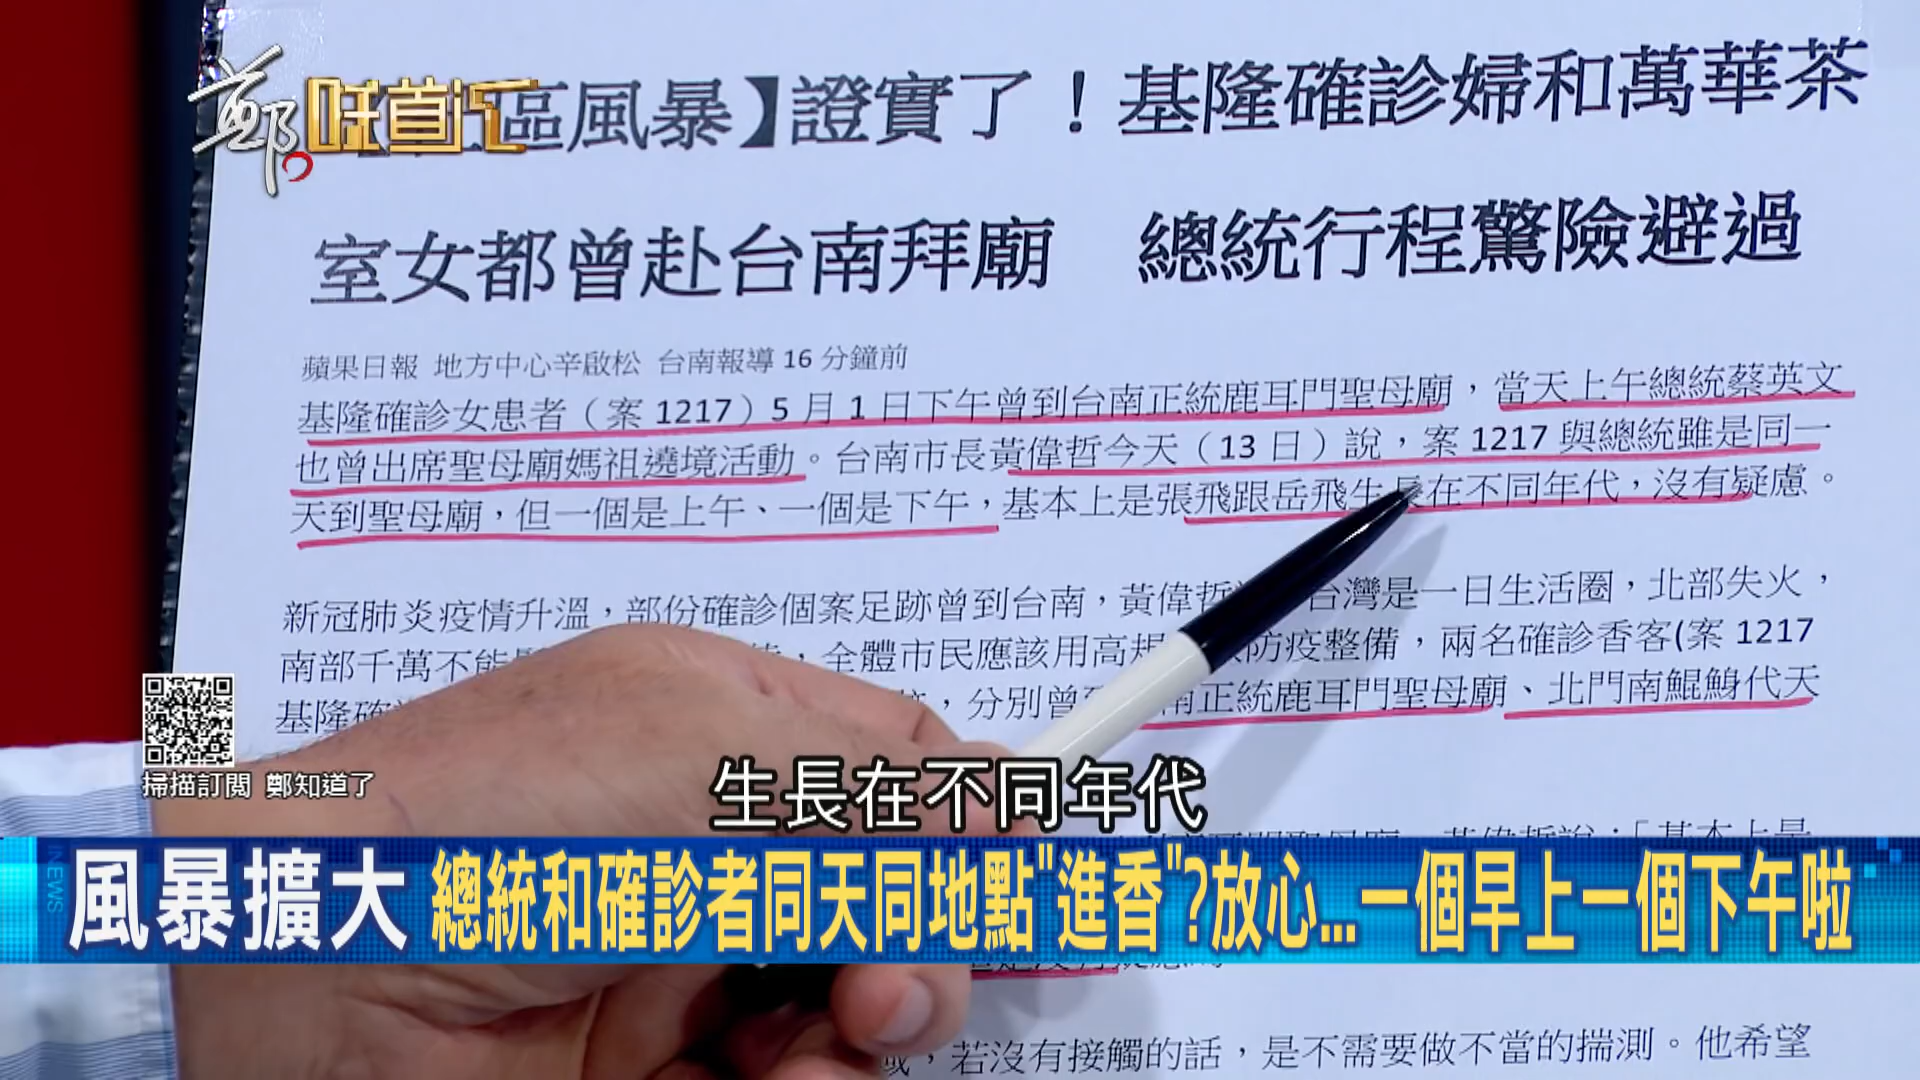 區風暴】證實了！基隆確診婦和萬華茶
鄭
室女都曾赴台南拜廟　總統行程驚險避過
蘋果日報 地方中心辛啟松 台南報導 16 分鐘前
基隆確診女患者（案 1217）5 月 1 日下午曾到台南正統鹿耳門聖母廟，當天上午總統蔡英文
也曾出席聖母廟媽祖遶境活動。台南市長黃偉哲今天（13 日）說，案 1217 與總統雖是同一
天到聖母廟，但一個是上午、一個是下午，基本上是張飛跟岳飛生長在不同年代，沒有疑慮。
新冠肺炎疫情升溫，部份確診個案足跡曾到台南，黃偉哲 台灣是一日生活圈，北部失火，
南部千萬不能 ，全體市民應該用高規 防疫整備，兩名確診香客(案 1217
基隆確 ，分別曾 南正統鹿耳門聖母廟、北門南鯤鯓代天
掃描訂閱 鄭知道了
生長在不同年代
NEWS
風暴擴大 總統和確診者同天同地點"進香"?放心...一個早上一個下午啦
，若沒有接觸的話，是不需要做不當的揣測。他希望